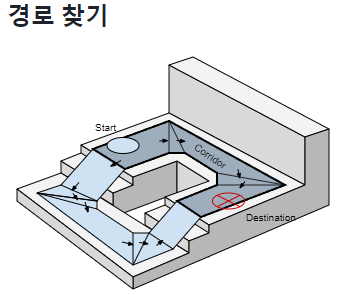 경로 찾기
Start
Corridor
Destination